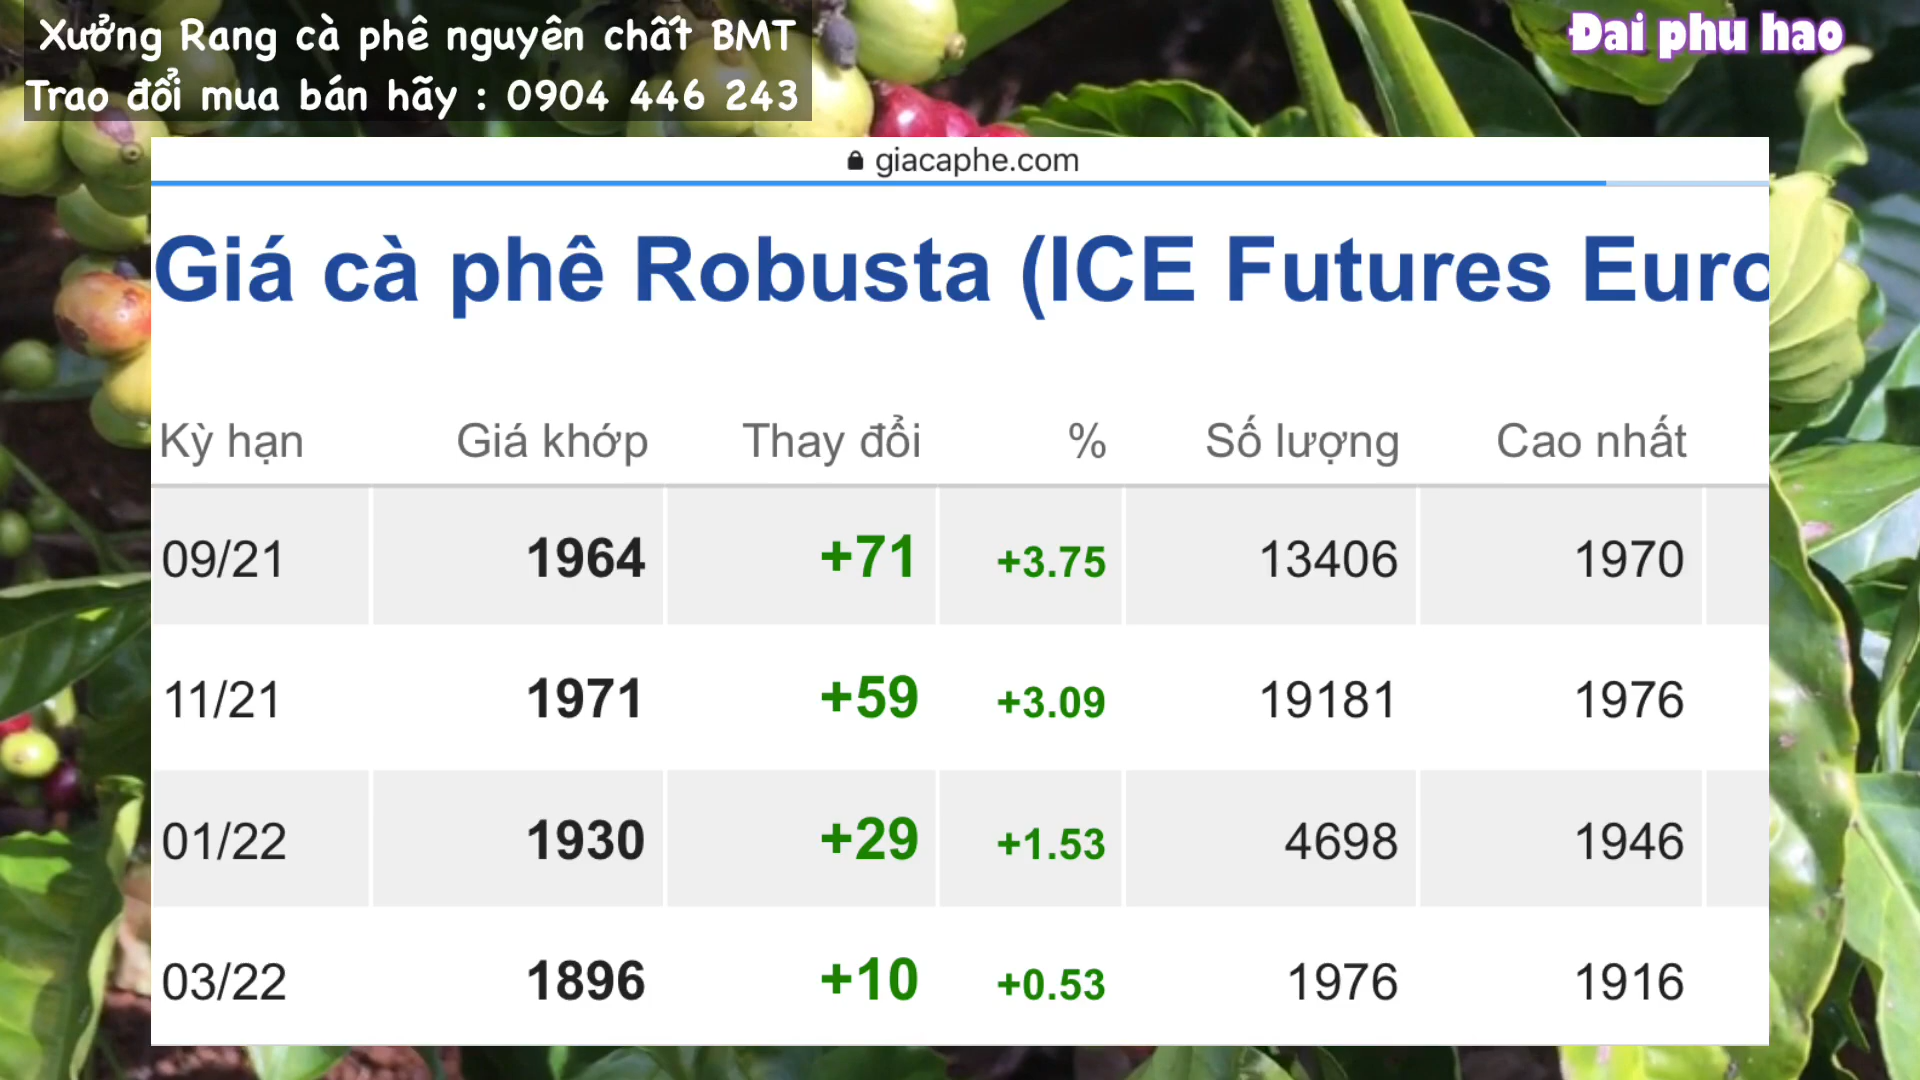 Xưởng Rang cà phê nguyên chất BMT
Trao đổi mua bán hãy : 0904 446 243
Đai phu hao
giacaphe.com
Giá cà phê Robusta (ICE Futures Euro
Kỳ hạn Giá khớp Thay đổi % Số lượng Cao nhất
09/21 1964 +71 +3.75 13406 1970
11/21 1971 +59 +3.09 19181 1976
01/22 1930 +29 +1.53 4698 1946
03/22 1896 +10 +0.53 1976 1916